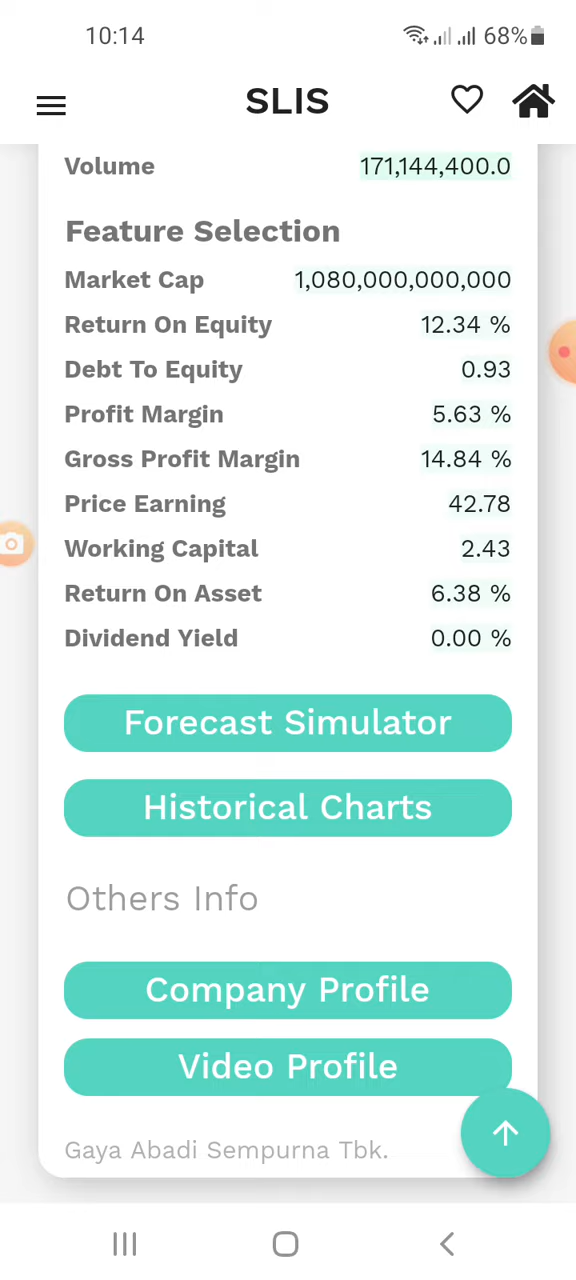 10:14 68%
SLIS
Volume 171,144,400.0
Feature Selection
Market Cap 1,080,000,000,000
Return On Equity 12.34 %
Debt To Equity 0.93
Profit Margin 5.63 %
Gross Profit Margin 14.84 %
Price Earning 42.78
Working Capital 2.43
Return On Asset 6.38 %
Dividend Yield 0.00 %
Forecast Simulator
Historical Charts
Others Info
Company Profile
Video Profile
Gaya Abadi Sempurna Tbk.